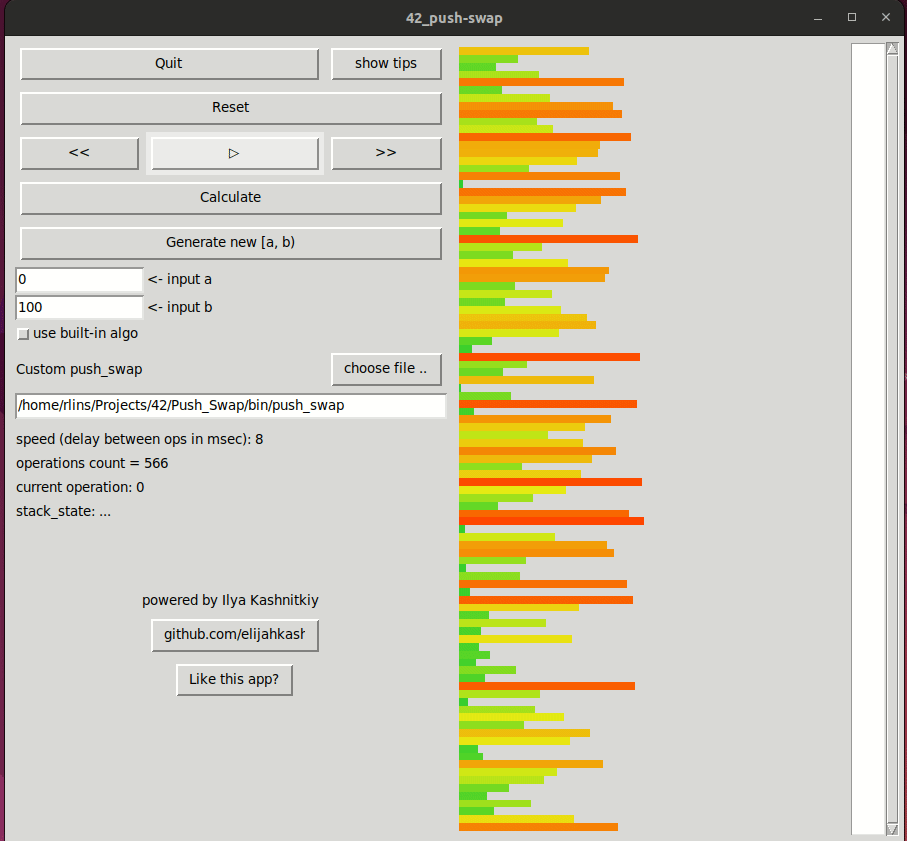 42_push-swap
Quit
show tips
Reset
<<
▷
>>
Calculate
Generate new [a, b)
0 <- input a
100 <- input b
use built-in algo
Custom push_swap
choose file ..
/home/rlins/Projects/42/Push_Swap/bin/push_swap
speed (delay between ops in msec): 8
operations count = 566
current operation: 0
stack_state: ...
powered by Ilya Kashnitkiy
github.com/elijahkash
Like this app?